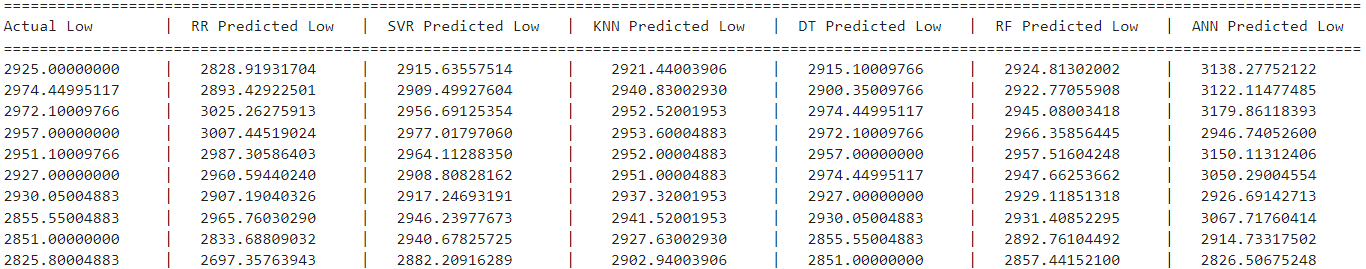 Actual Low | RR Predicted Low | SVR Predicted Low | KNN Predicted Low | DT Predicted Low | RF Predicted Low | ANN Predicted Low
2925.00000000 | 2828.91931704 | 2915.63557514 | 2921.44003906 | 2915.10009766 | 2924.81302002 | 3138.27752122
2974.44995117 | 2893.42922501 | 2909.49927604 | 2940.83002930 | 2900.35009766 | 2922.77055908 | 3122.11477485
2972.10009766 | 3025.26275913 | 2956.69125354 | 2952.52001953 | 2974.44995117 | 2945.08003418 | 3179.86118393
2957.00000000 | 3007.44519024 | 2977.01797060 | 2953.60004883 | 2972.10009766 | 2966.35856445 | 2946.74052600
2951.10009766 | 2987.30586403 | 2964.11288350 | 2952.00004883 | 2957.00000000 | 2957.51604248 | 3150.11312406
2927.00000000 | 2960.59440240 | 2908.80828162 | 2951.00004883 | 2974.44995117 | 2947.66253662 | 3050.29004554
2930.05004883 | 2907.19040326 | 2917.24693191 | 2937.32001953 | 2927.00000000 | 2929.11851318 | 2926.69142713
2855.55004883 | 2965.76030290 | 2946.23977673 | 2941.52001953 | 2930.05004883 | 2931.40852295 | 3067.71760414
2851.00000000 | 2833.68809032 | 2940.67825725 | 2927.63002930 | 2855.55004883 | 2892.76104492 | 2914.73317502
2825.80004883 | 2697.35763943 | 2882.20916289 | 2902.94003906 | 2851.00000000 | 2857.44152100 | 2826.50675248